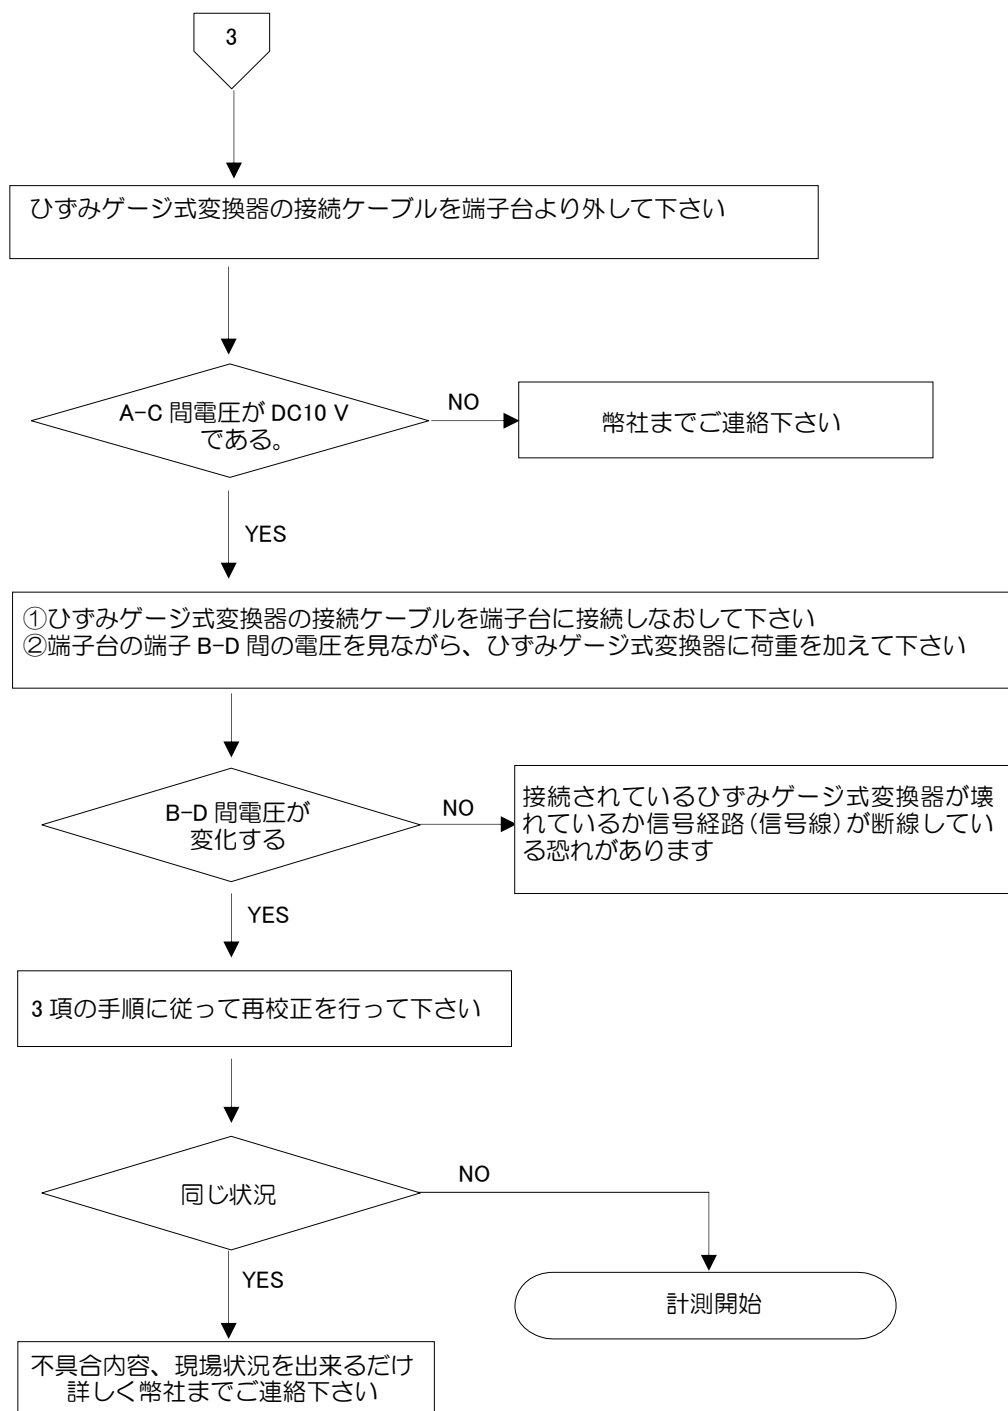 3
ひずみゲージ式変換器の接続ケーブルを端子台より外して下さい
A-C 間電圧が DC10 V
である。
NO
幣社までご連絡下さい
YES
①ひずみゲージ式変換器の接続ケーブルを端子台に接続しなおして下さい
②端子台の端子 B-D 間の電圧を見ながら、ひずみゲージ式変換器に荷重を加えて下さい
B-D 間電圧が
変化する
NO
接続されているひずみゲージ式変換器が壊
れているか信号経路(信号線)が断線してい
る恐れがあります
YES
3 項の手順に従って再校正を行って下さい
同じ状況
NO
YES
計測開始
不具合内容、現場状況を出来るだけ
詳しく幣社までご連絡下さい